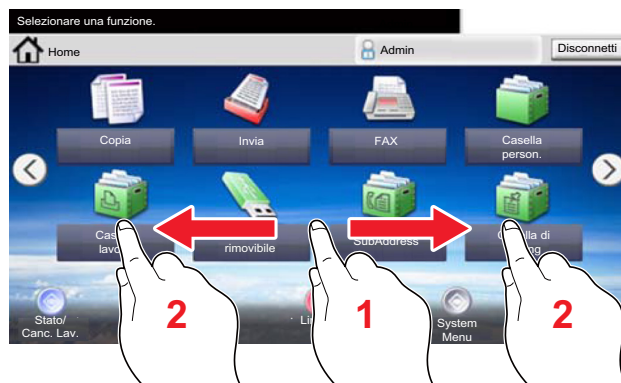 Selezionare una funzione.
Home
Admin
Disconnetti
Copia
Invia
FAX
Casella
person.
rimovibile
SubAddress
Stato/
Canc. Lav.
System
Menu
2
1
2